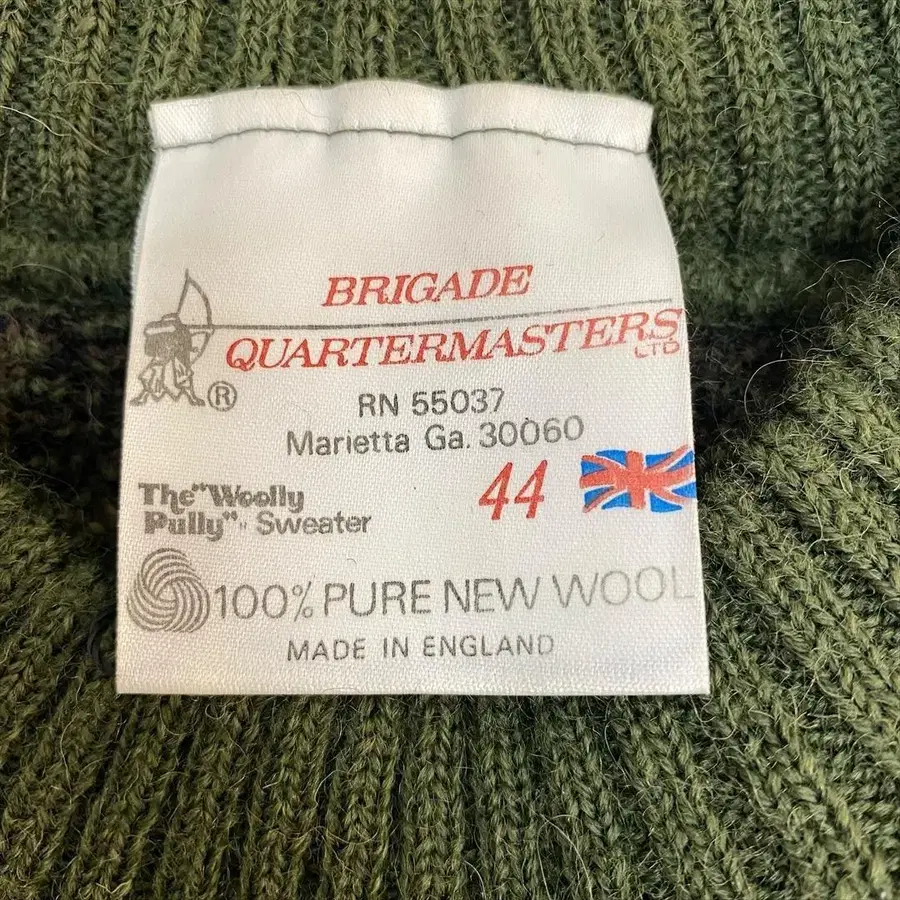 BRIGADE
QUARTERMASTERS
LTD
®
RN 55037
Marietta Ga. 30060
44
The "Woolly
Pully"™ Sweater
100% PURE NEW WOOL
MADE IN ENGLAND